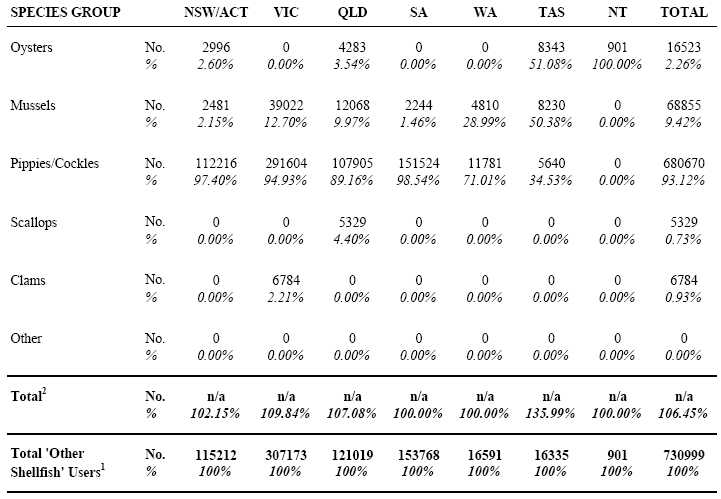 SPECIES GROUP NSW/ACT VIC QLD SA WA TAS NT TOTAL
Oysters No. 2996 0 4283 0 0 8343 901 16523
% 2.60% 0.00% 3.54% 0.00% 0.00% 51.08% 100.00% 2.26%
Mussels No. 2481 39022 12068 2244 4810 8230 0 68855
% 2.15% 12.70% 9.97% 1.46% 28.99% 50.38% 0.00% 9.42%
Pippies/Cockles No. 112216 291604 107905 151524 11781 5640 0 680670
% 97.40% 94.93% 89.16% 98.54% 71.01% 34.53% 0.00% 93.12%
Scallops No. 0 0 5329 0 0 0 0 5329
% 0.00% 0.00% 4.40% 0.00% 0.00% 0.00% 0.00% 0.73%
Clams No. 0 6784 0 0 0 0 0 6784
% 0.00% 2.21% 0.00% 0.00% 0.00% 0.00% 0.00% 0.93%
Other No. 0 0 0 0 0 0 0 0
% 0.00% 0.00% 0.00% 0.00% 0.00% 0.00% 0.00% 0.00%
Total2 No. n/a n/a n/a n/a n/a n/a n/a n/a
% 102.15% 109.84% 107.08% 100.00% 100.00% 135.99% 100.00% 106.45%
Total 'Other No. 115212 307173 121019 153768 16591 16335 901 730999
Shellfish' Users1 % 100% 100% 100% 100% 100% 100% 100% 100%